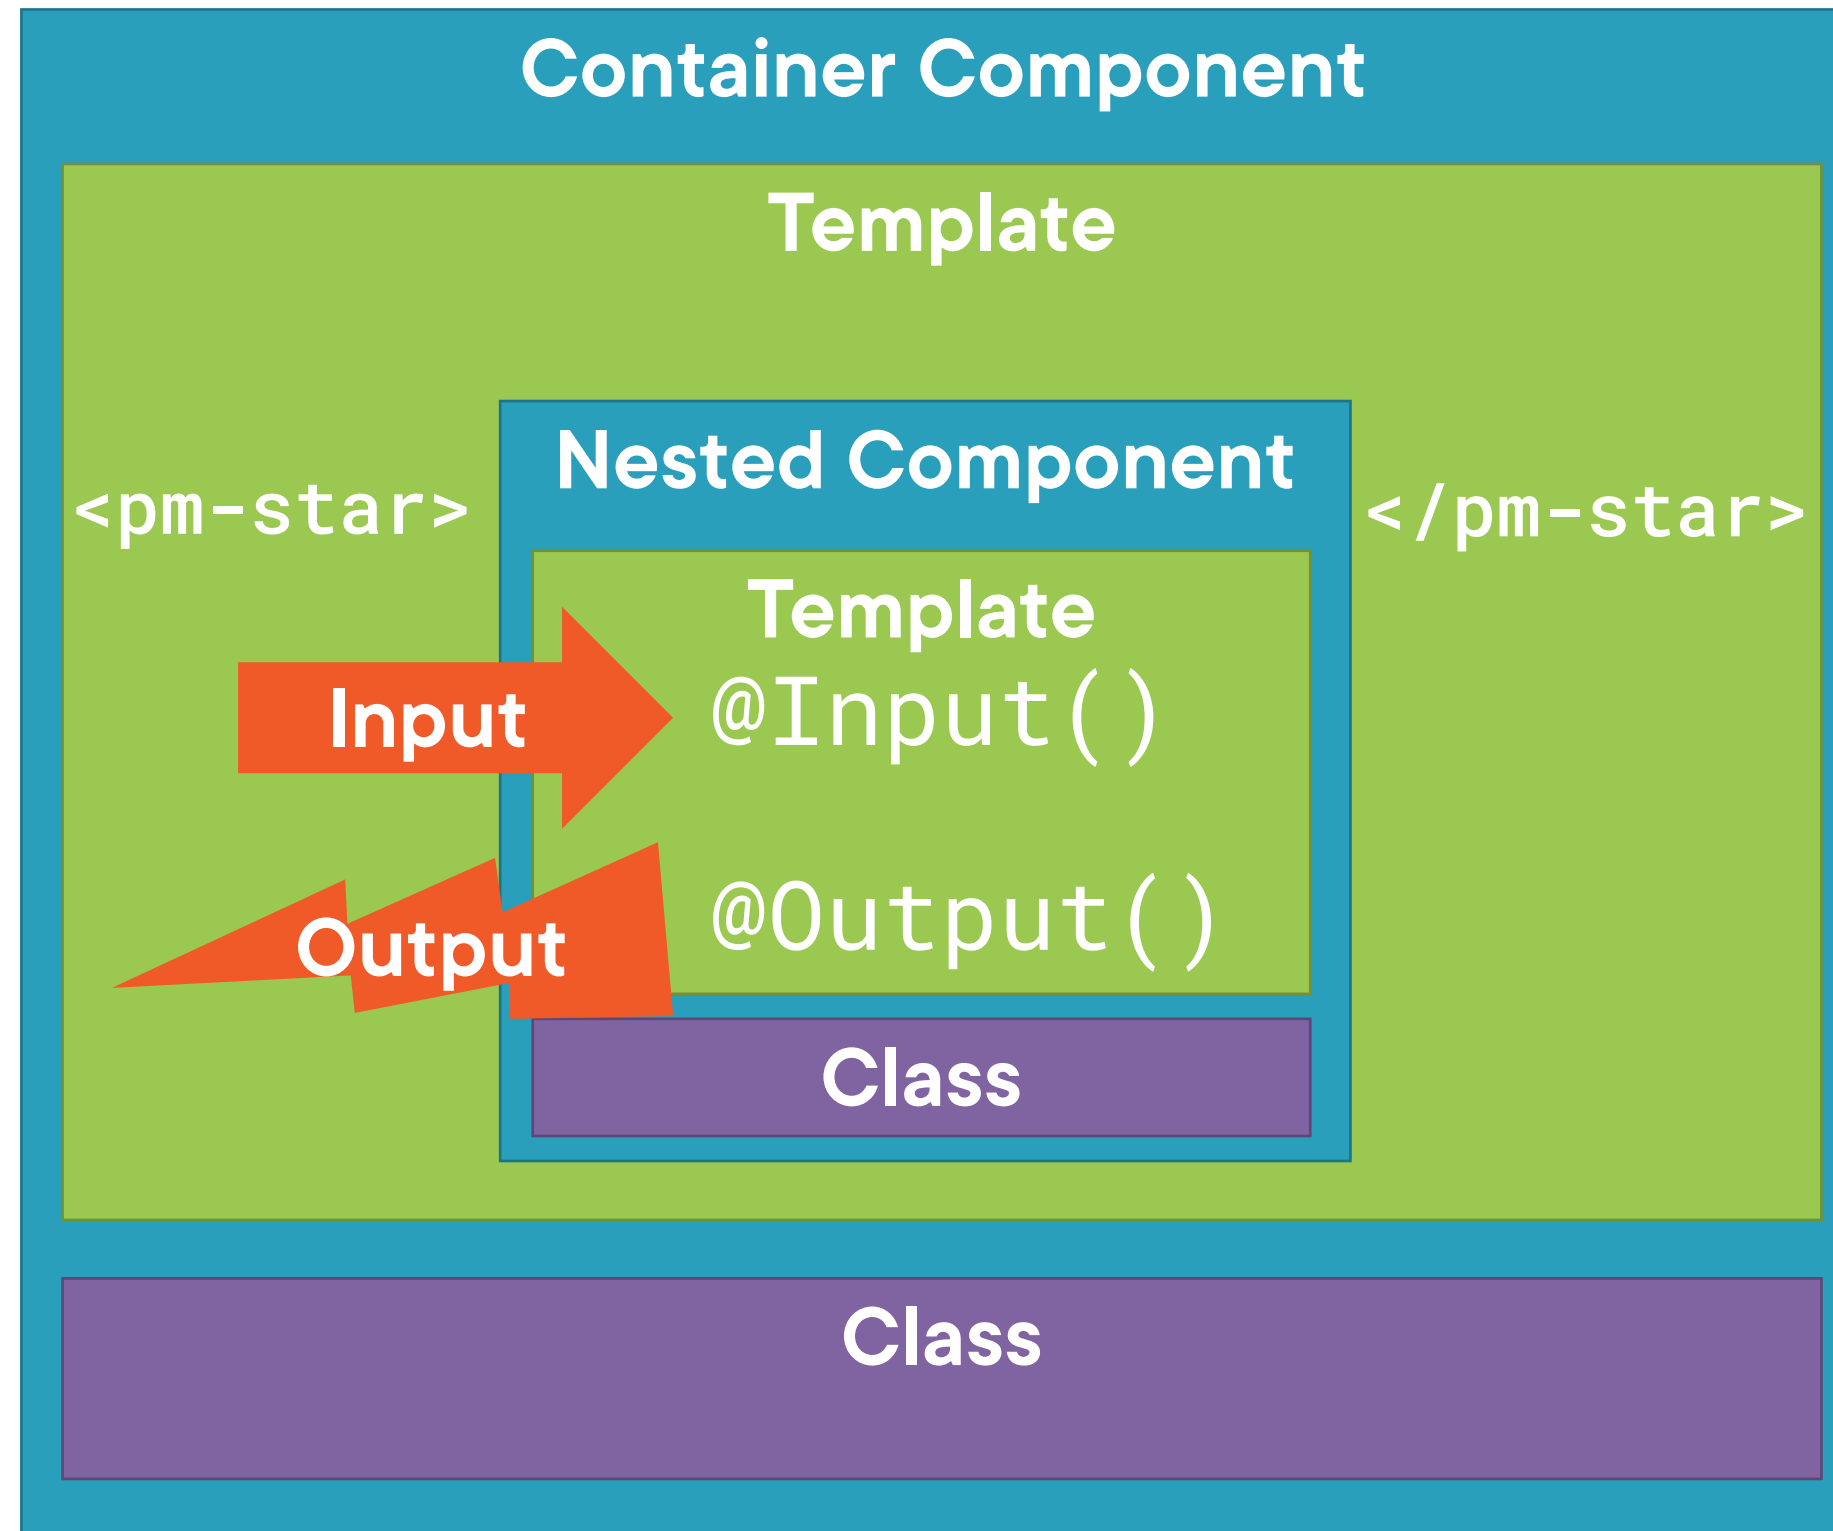 Container Component
Template
Nested Component
<pm-star>
</pm-star>
Template
Input
@Input()
Output
@Output()
Class
Class